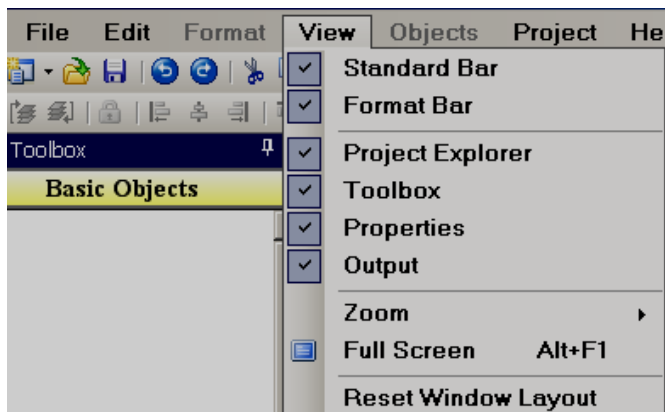 File Edit Format View Objects Project He
Standard Bar
Format Bar
Toolbox
Project Explorer
Basic Objects
Toolbox
Properties
Output
Zoom
Full Screen Alt+F1
Reset Window Layout